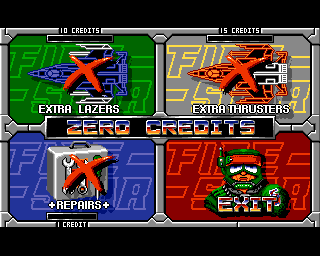 10 CREDITS
15 CREDITS
EXTRA LAZERS
EXTRA THRUSTERS
ZERO CREDITS
+REPAIRS+
EXIT
1 CREDIT